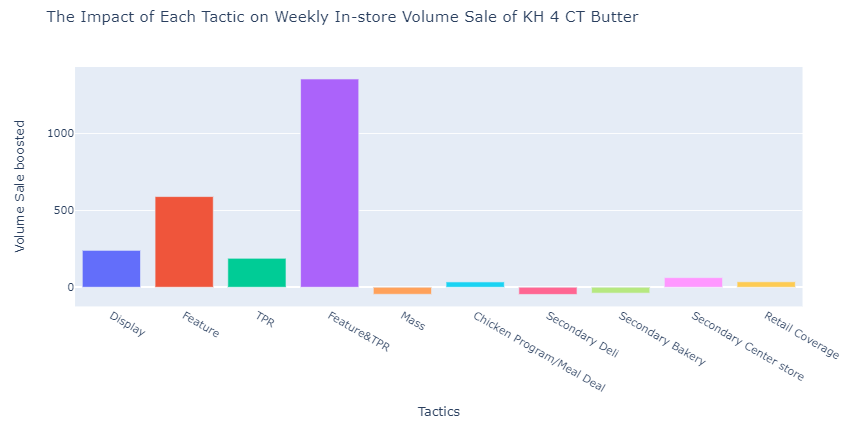 The Impact of Each Tactic on Weekly In-store Volume Sale of KH 4 CT Butter
Volume Sale boosted
1000
500
0
Display
Feature
TPR
Feature&TPR
Mass
Chicken Program/Meal Deal
Secondary Deli
Secondary Bakery
Secondary Center store
Retail Coverage
Tactics